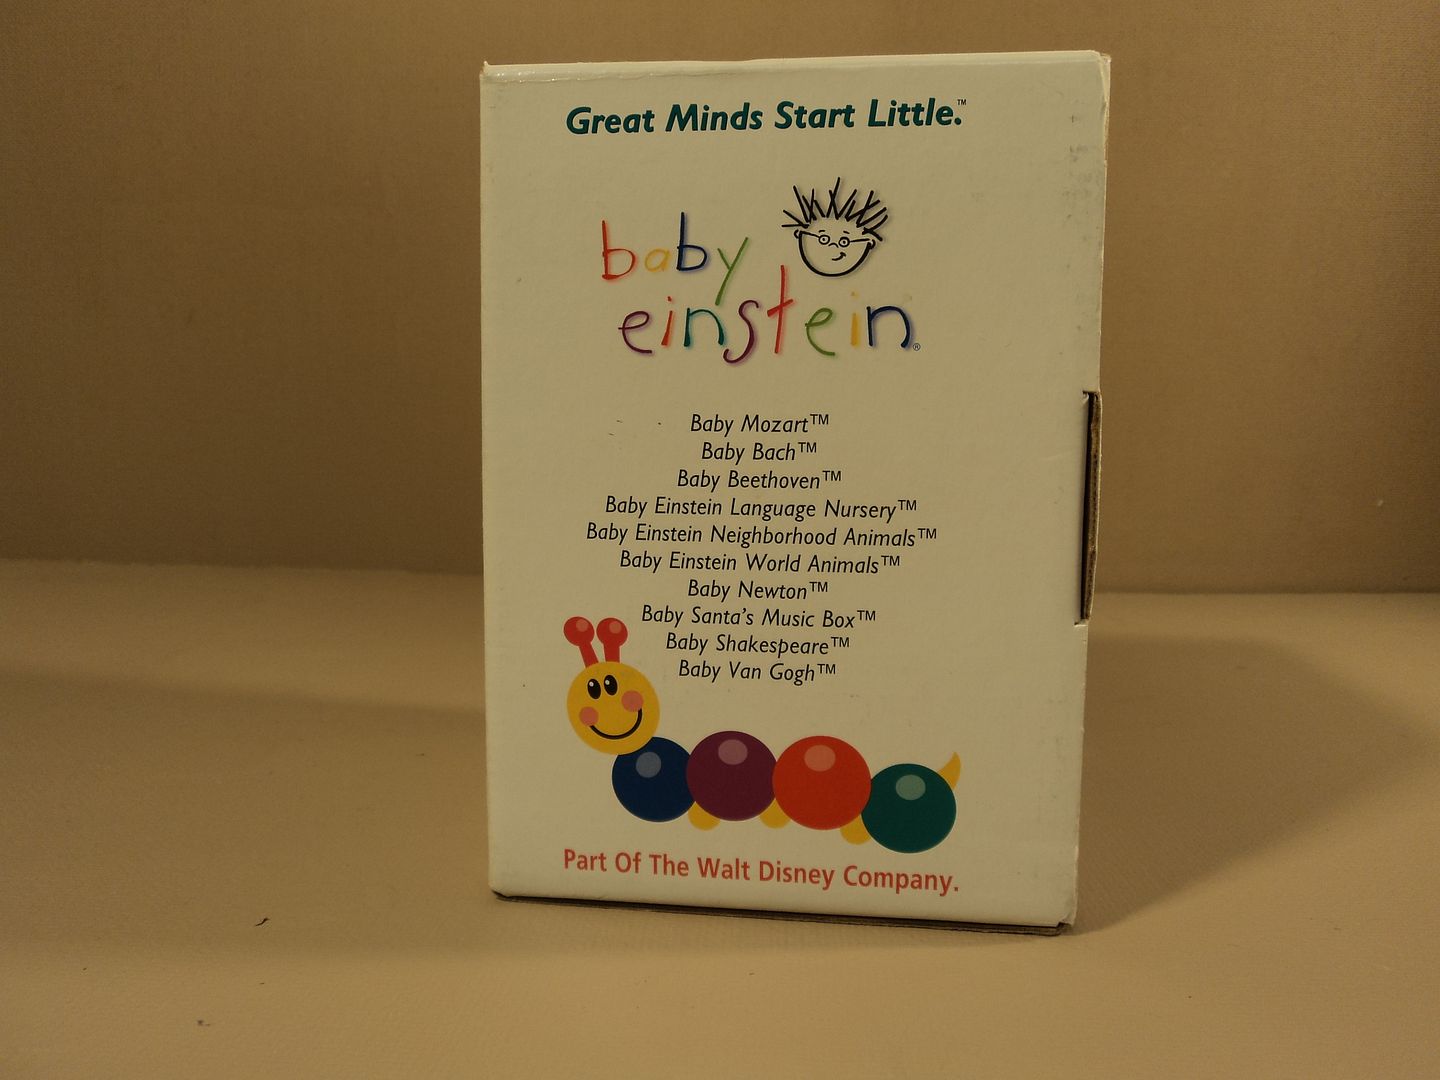 Great Minds Start Little.™
baby
einstein®
Baby Mozart™
Baby Bach™
Baby Beethoven™
Baby Einstein Language Nursery™
Baby Einstein Neighborhood Animals™
Baby Einstein World Animals™
Baby Newton™
Baby Santa's Music Box™
Baby Shakespeare™
Baby Van Gogh™
Part Of The Walt Disney Company.